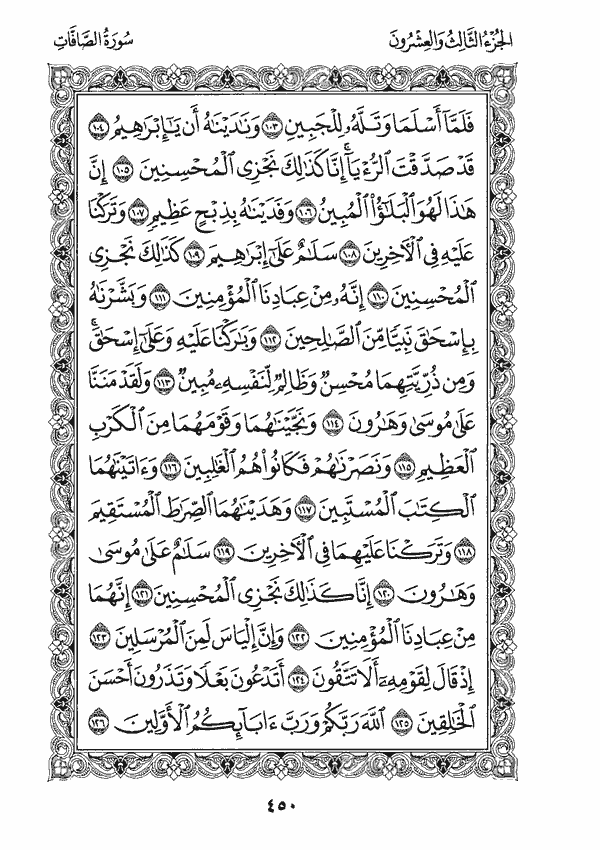 الجزء الثالث والعشرون
سورة الصافات
فَلَمَّآ أَسْلَمَا وَتَلَّهُۥ لِلْجَبِينِ ١٠٣ وَنَٰدَيْنَٰهُ أَن يَٰٓإِبْرَٰهِيمُ ١٠٤
قَدْ صَدَّقْتَ ٱلرُّءْيَآ ۚ إِنَّا كَذَٰلِكَ نَجْزِى ٱلْمُحْسِنِينَ ١٠٥ إِنَّ
هَٰذَا لَهُوَ ٱلْبَلَٰٓؤُا۟ ٱلْمُبِينُ ١٠٦ وَفَدَيْنَٰهُ بِذِبْحٍ عَظِيمٍ ١٠٧ وَتَرَكْنَا
عَلَيْهِ فِى ٱلْءَاخِرِينَ ١٠٨ سَلَٰمٌ عَلَىٰٓ إِبْرَٰهِيمَ ١٠٩ كَذَٰلِكَ نَجْزِى
ٱلْمُحْسِنِينَ ١١٠ إِنَّهُۥ مِنْ عِبَادِنَا ٱلْمُؤْمِنِينَ ١١١ وَبَشَّرْنَٰهُ
بِإِسْحَٰقَ نَبِيًّا مِّنَ ٱلصَّٰلِحِينَ ١١٢ وَبَٰرَكْنَا عَلَيْهِ وَعَلَىٰٓ إِسْحَٰقَ ۚ
وَمِن ذُرِّيَّتِهِمَا مُحْسِنٌ وَظَالِمٌ لِّنَفْسِهِۦ مُبِينٌ ١١٣ وَلَقَدْ مَنَنَّا
عَلَىٰ مُوسَىٰ وَهَٰرُونَ ١١٤ وَنَجَّيْنَٰهُمَا وَقَوْمَهُمَا مِنَ ٱلْكَرْبِ
ٱلْعَظِيمِ ١١٥ وَنَصَرْنَٰهُمْ فَكَانُوا۟ هُمُ ٱلْغَٰلِبِينَ ١١٦ وَءَاتَيْنَٰهُمَا
ٱلْكِتَٰبَ ٱلْمُسْتَبِينَ ١١٧ وَهَدَيْنَٰهُمَا ٱلصِّرَٰطَ ٱلْمُسْتَقِيمَ
١١٨ وَتَرَكْنَا عَلَيْهِمَا فِى ٱلْءَاخِرِينَ ١١٩ سَلَٰمٌ عَلَىٰ مُوسَىٰ
وَهَٰرُونَ ١٢٠ إِنَّا كَذَٰلِكَ نَجْزِى ٱلْمُحْسِنِينَ ١٢١ إِنَّهُمَا
مِنْ عِبَادِنَا ٱلْمُؤْمِنِينَ ١٢٢ وَإِنَّ إِلْيَاسَ لَمِنَ ٱلْمُرْسَلِينَ ١٢٣
إِذْ قَالَ لِقَوْمِهِۦٓ أَلَا تَتَّقُونَ ١٢٤ أَتَدْعُونَ بَعْلًا وَتَذَرُونَ أَحْسَنَ
ٱلْخَٰلِقِينَ ١٢٥ ٱللَّهَ رَبَّكُمْ وَرَبَّ ءَابَآئِكُمُ ٱلْأَوَّلِينَ ١٢٦
٤٥٠